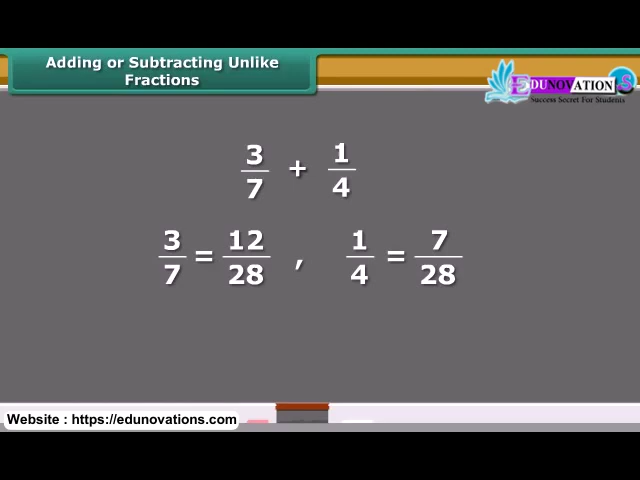 Adding or Subtracting Unlike
Fractions
EDUNOVATIONS
Success Secret For Students
3/7 + 1/4
3/7 = 12/28 , 1/4 = 7/28
Website : https://edunovations.com